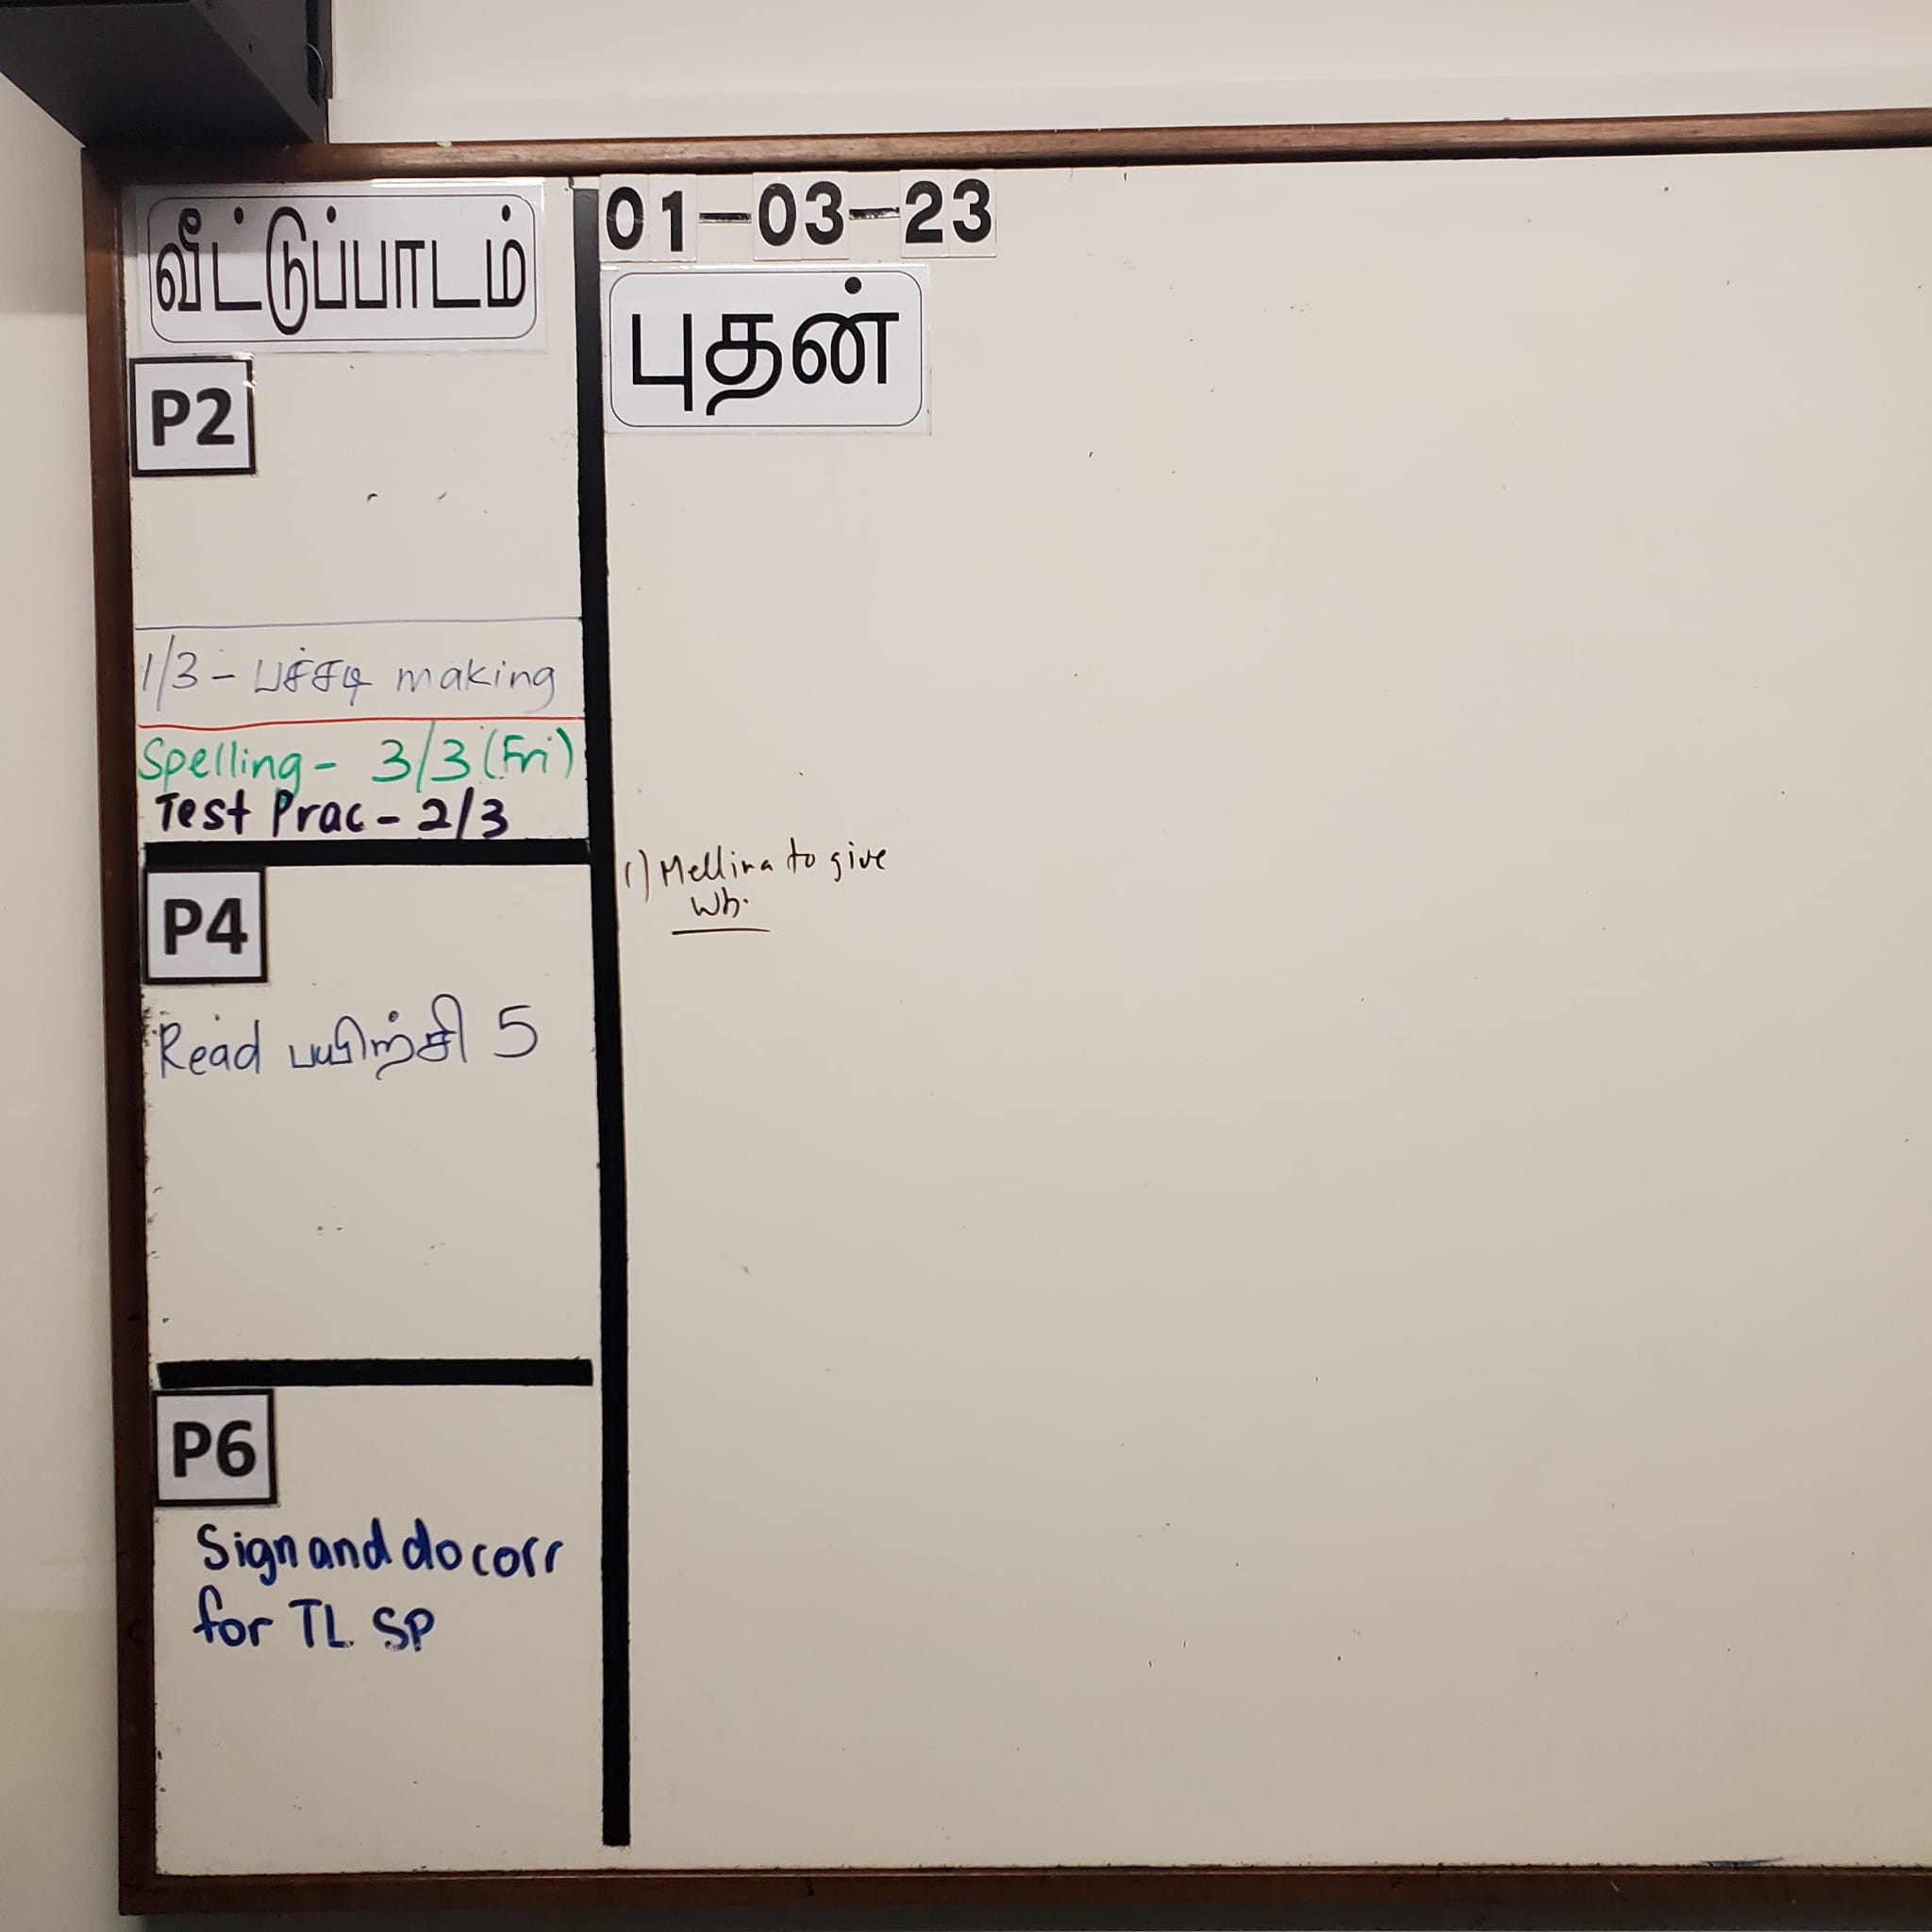 வீட்டுப்பாடம்
01-03-23
புதன்
P2
1/3 - பச்சடி making
Spelling - 3/3 (Fri)
Test Prac - 2/3
P4
Read பயிற்சி 5
1) Mellina to give
Wb.
P6
Sign and do corr
for TL SP